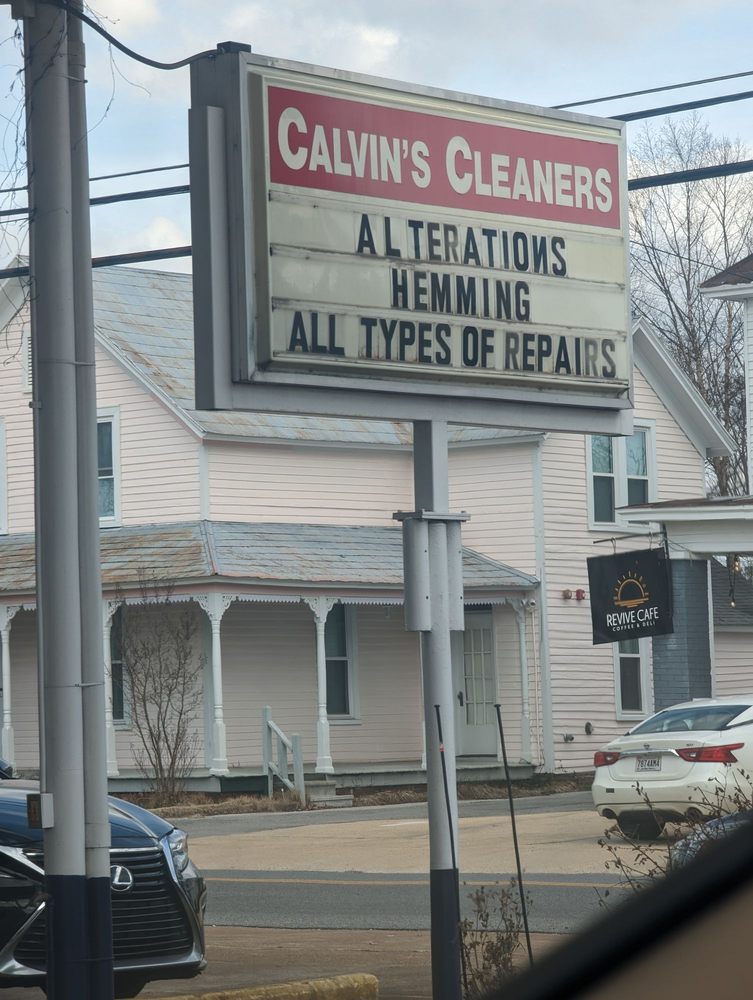 CALVIN'S CLEANERS
ALTERATIONS
HEMMING
ALL TYPES OF REPAIRS
REVIVE CAFE
COFFEE & DELI